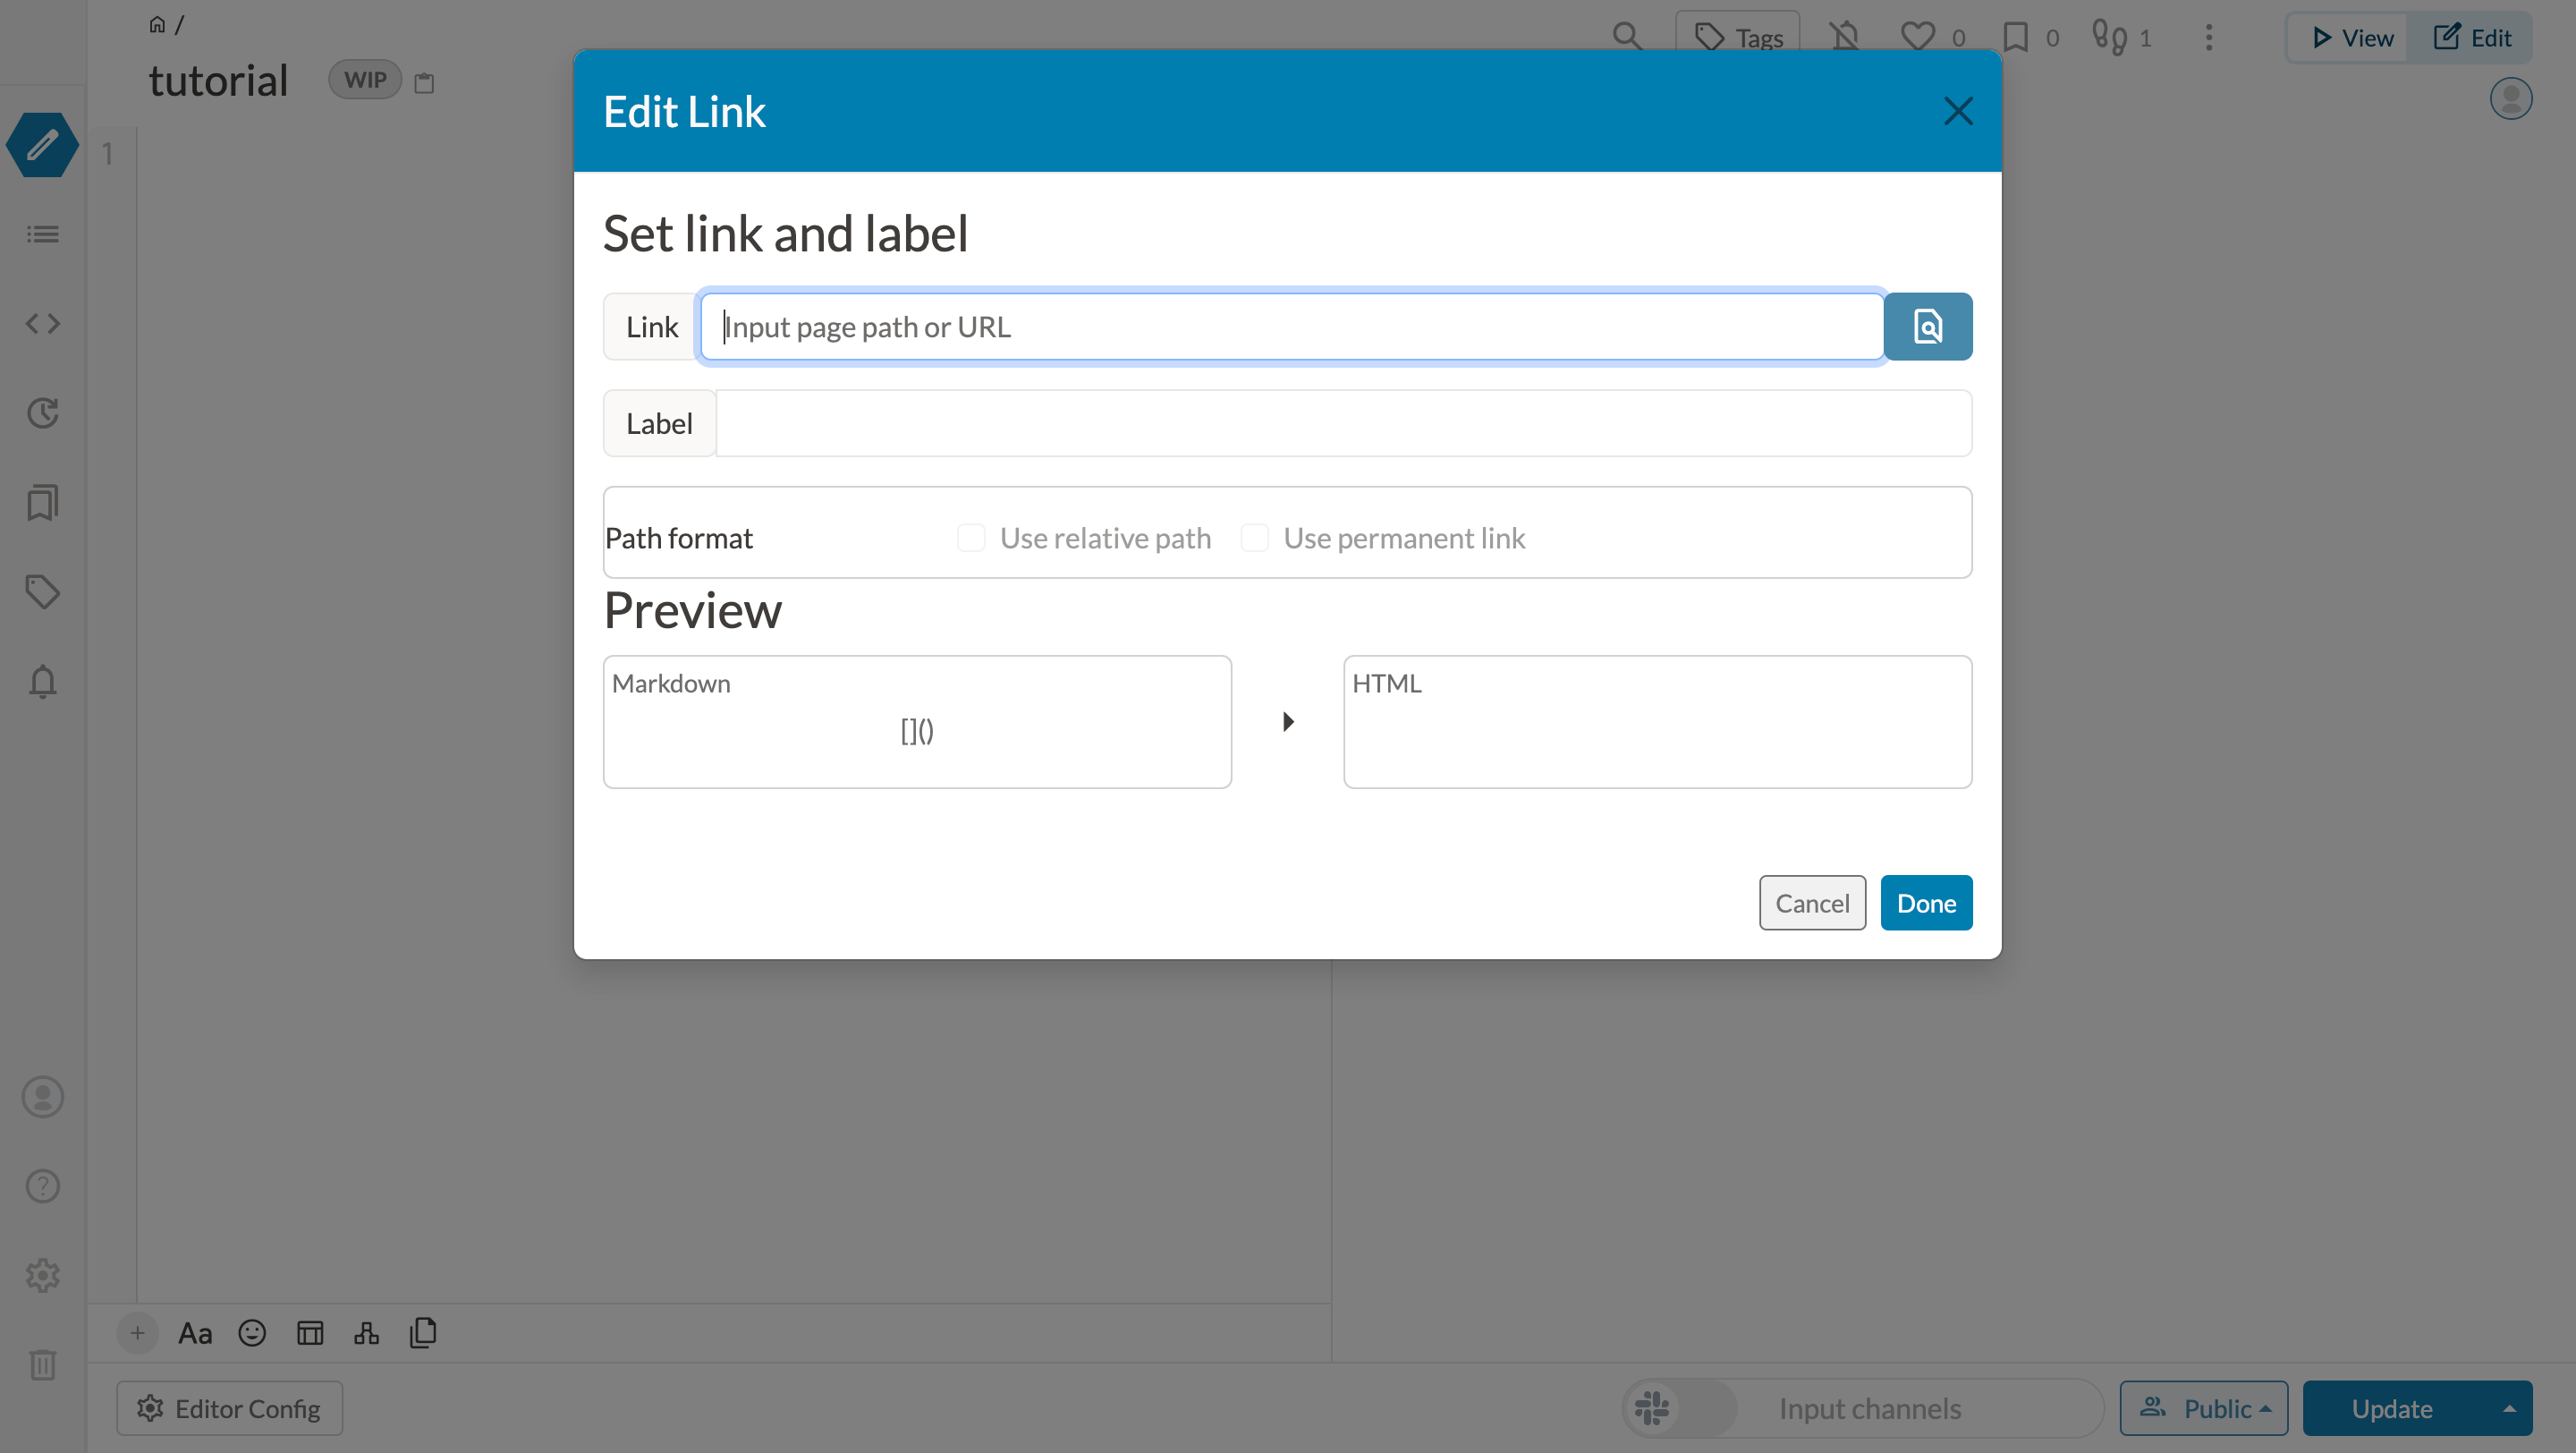 /
tutorial WIP
Tags 0 0 1 View Edit
1
Edit Link
Set link and label
Link Input page path or URL
Label
Path format Use relative path Use permanent link
Preview
Markdown
[]()
HTML
Cancel Done
+ Aa
Editor Config Input channels Public Update